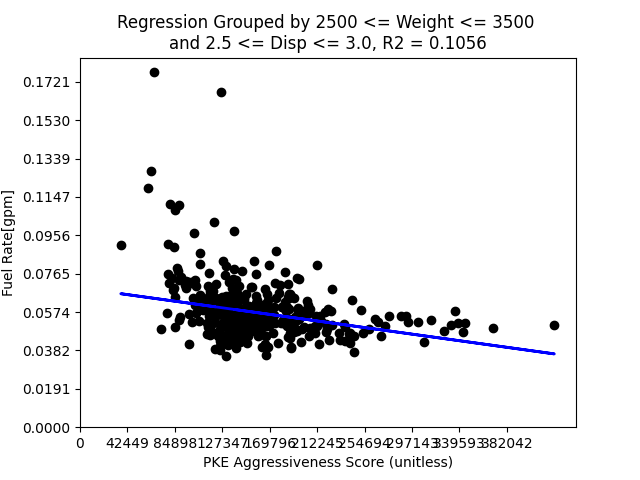 Regression Grouped by 2500 <= Weight <= 3500
and 2.5 <= Disp <= 3.0, R2 = 0.1056
0.1721
0.1530
0.1339
0.1147
0.0956
0.0765
0.0574
0.0382
0.0191
0.0000
Fuel Rate[gpm]
0 42449 84898 127347 169796 212245 254694 297143 339593 382042
PKE Aggressiveness Score (unitless)